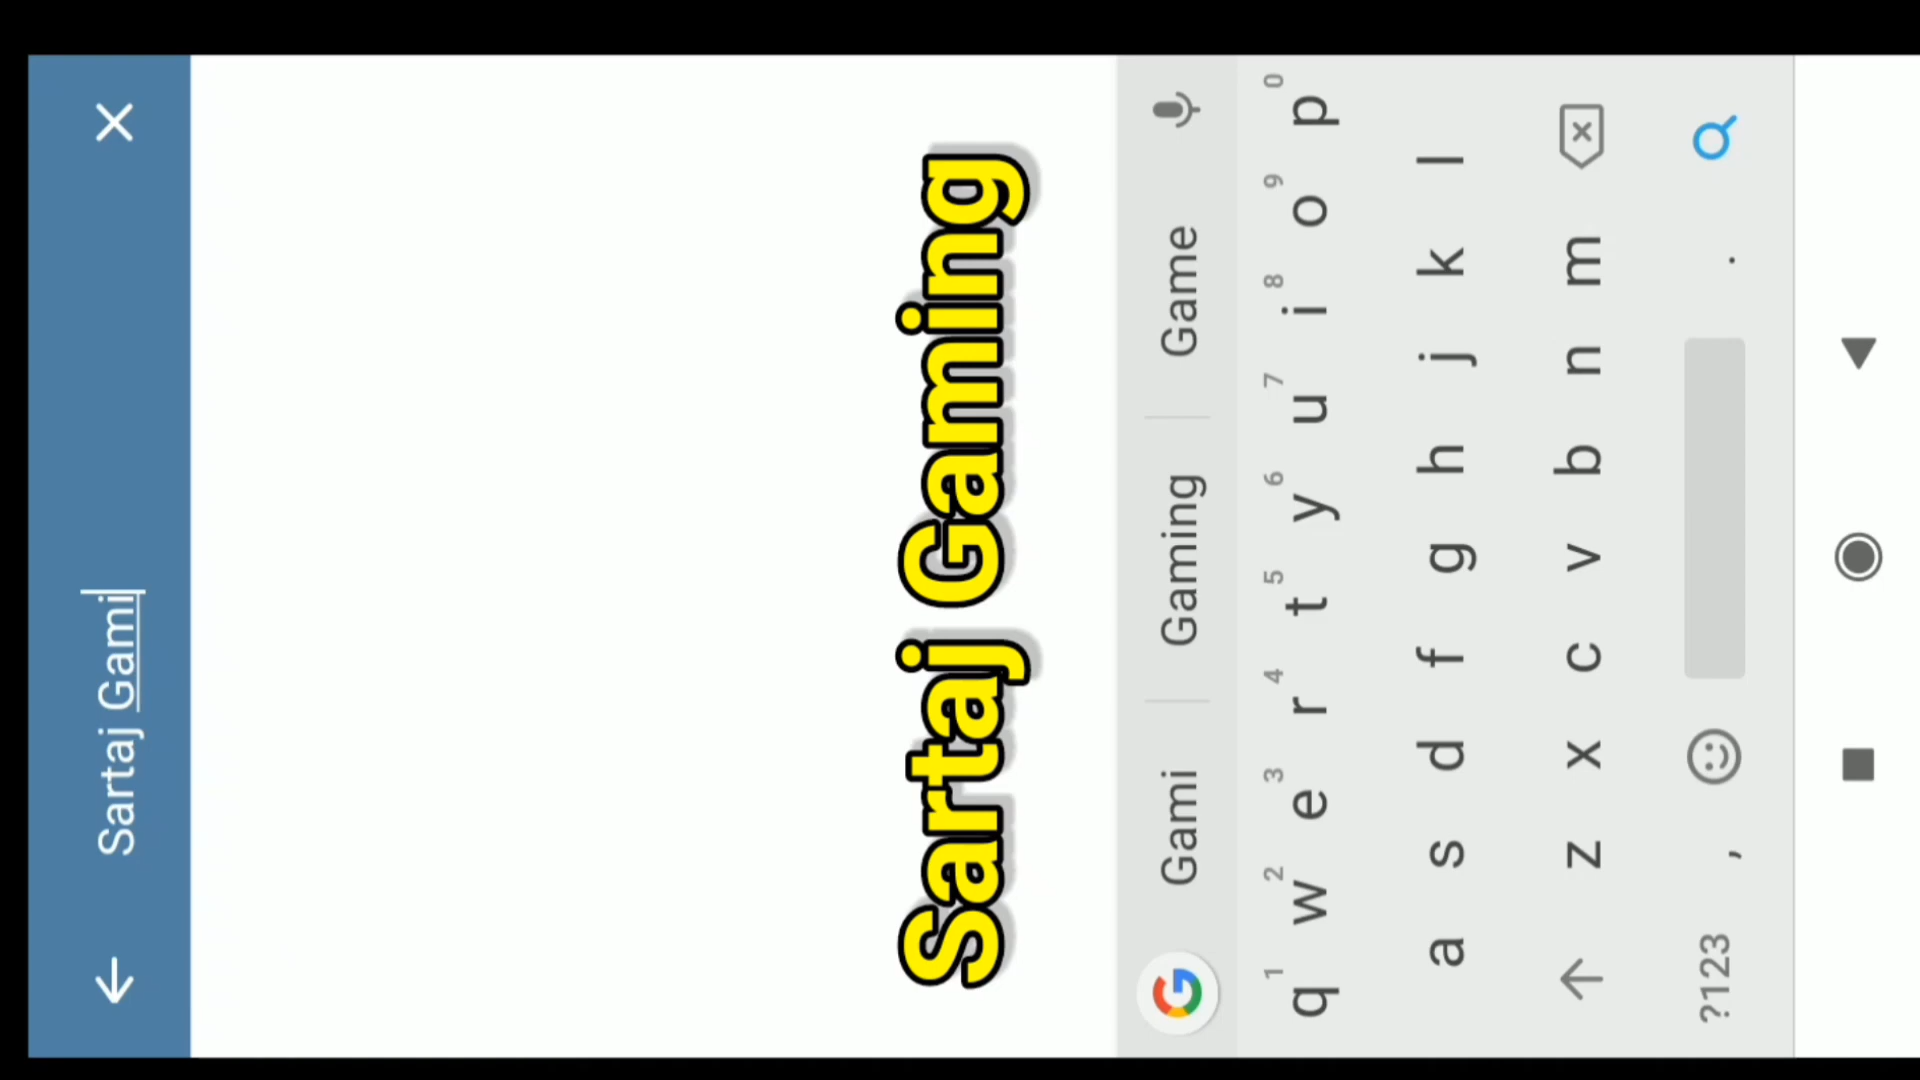 Sartaj Gami
Sartaj Gaming
Gami Gaming Game
1 2 3 4 5 6 7 8 9 0
q w e r t y u i o p
a s d f g h j k l
z x c v b n m
?123 , .